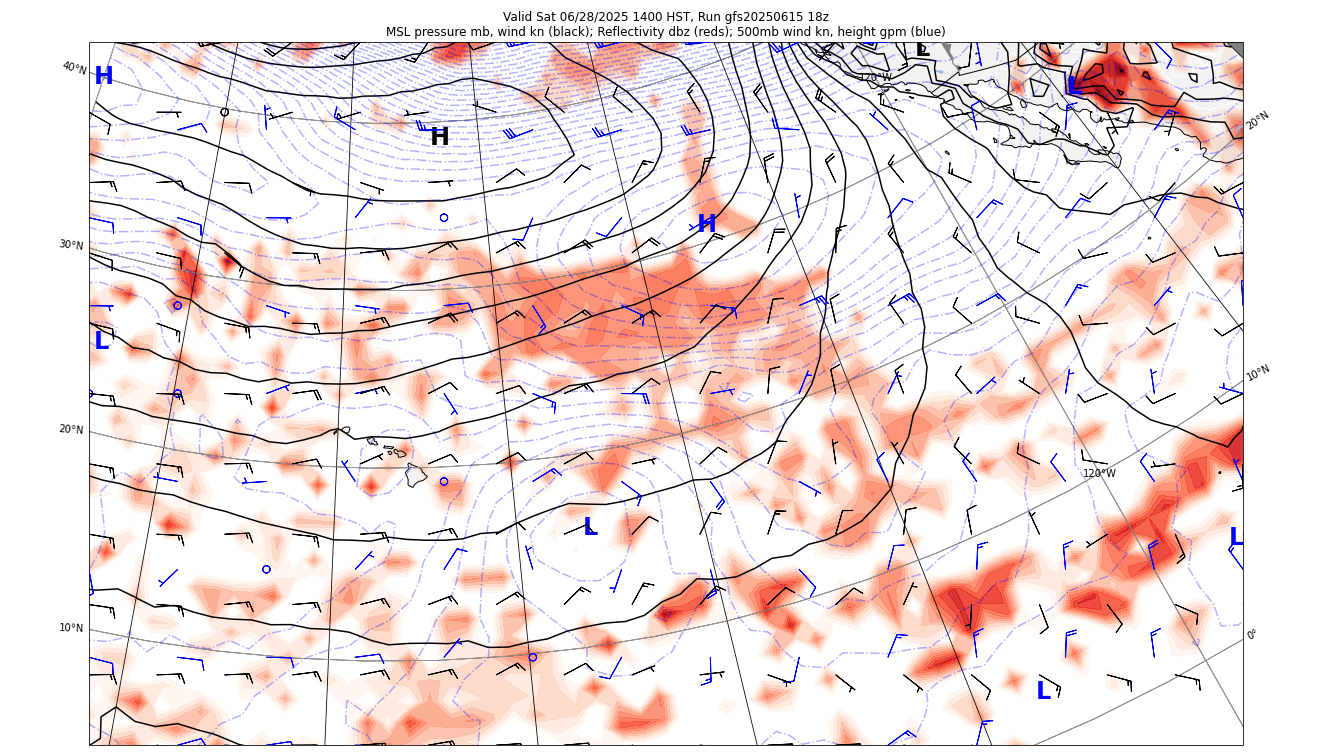 Valid Sat 06/28/2025 1400 HST, Run gfs20250615 18z
MSL pressure mb, wind kn (black); Reflectivity dbz (reds); 500mb wind kn, height gpm (blue)
L
40°N
H
120°W
L
20°N
H
H
30°N
L
10°N
20°N
120°W
L
L
10°N
0°
L